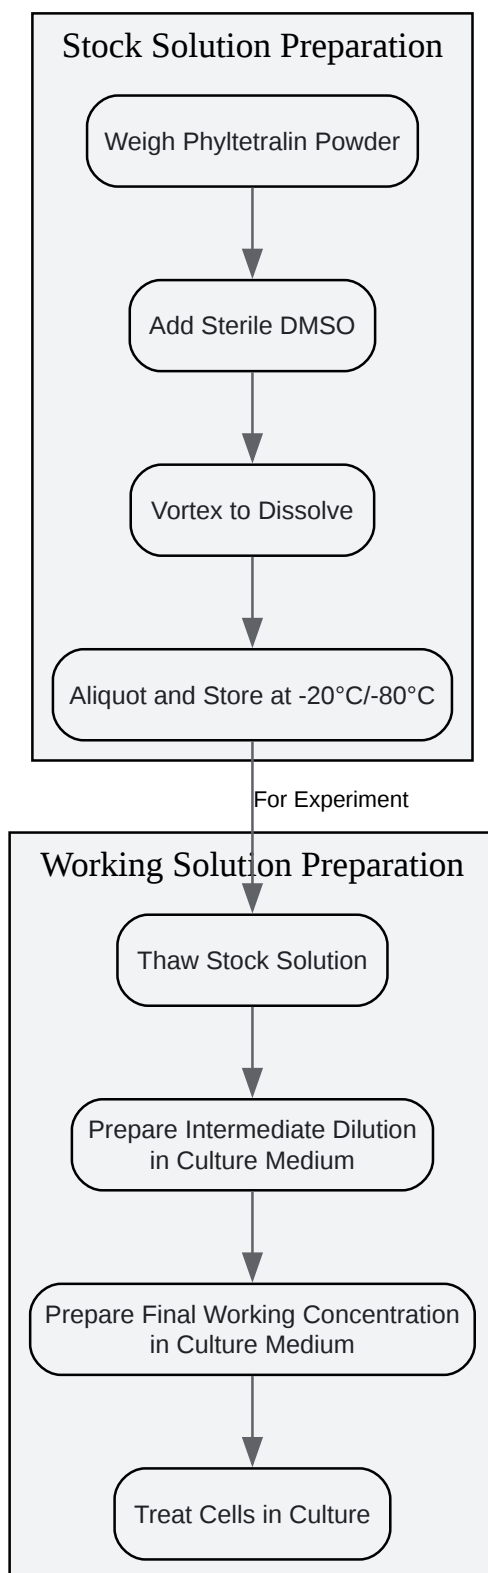 Stock Solution Preparation
Weigh Phyltetralin Powder
Add Sterile DMSO
Vortex to Dissolve
Aliquot and Store at -20°C/-80°C
For Experiment
Working Solution Preparation
Thaw Stock Solution
Prepare Intermediate Dilution
in Culture Medium
Prepare Final Working Concentration
in Culture Medium
Treat Cells in Culture